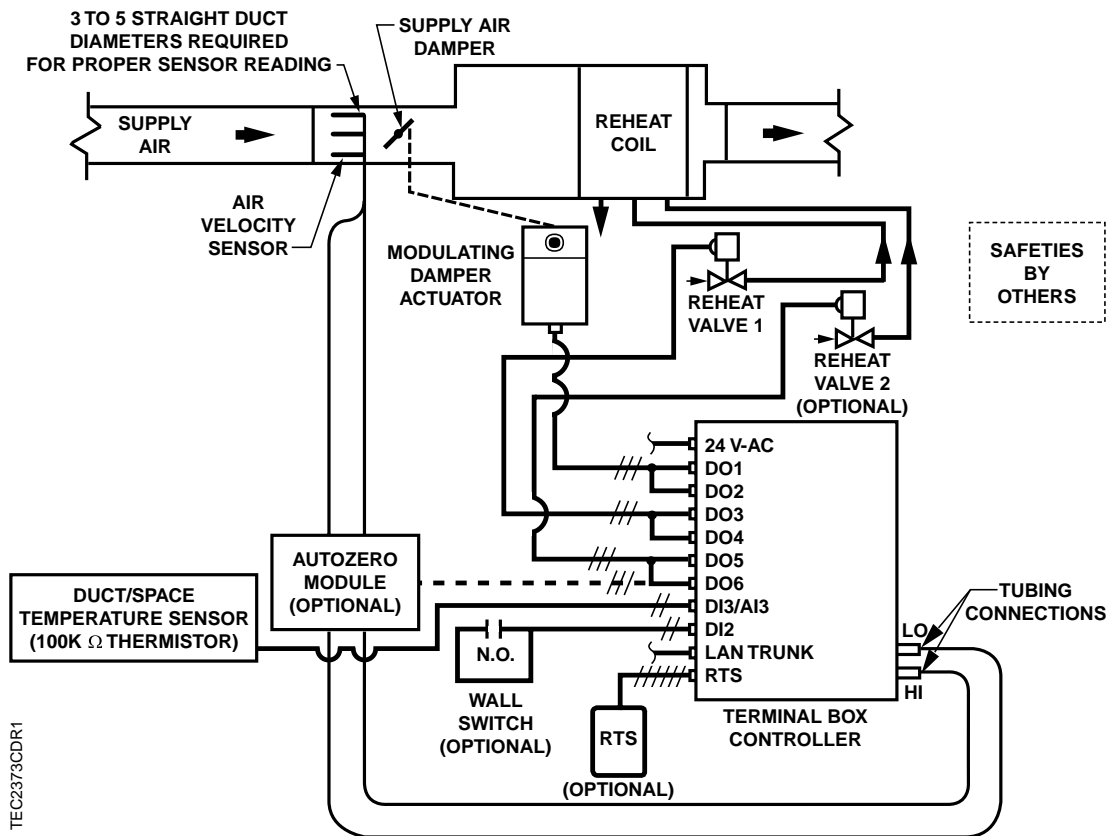 3 TO 5 STRAIGHT DUCT
DIAMETERS REQUIRED
FOR PROPER SENSOR READING
SUPPLY AIR
DAMPER
SUPPLY
AIR
REHEAT
COIL
AIR
VELOCITY
SENSOR
MODULATING
DAMPER
ACTUATOR
REHEAT
VALVE 1
REHEAT
VALVE 2
(OPTIONAL)
SAFETIES
BY
OTHERS
24 V-AC
DO1
DO2
DO3
DO4
DO5
DO6
DI3/AI3
DI2
LAN TRUNK
RTS
AUTOZERO
MODULE
(OPTIONAL)
DUCT/SPACE
TEMPERATURE SENSOR
(100K Ω THERMISTOR)
N.O.
WALL
SWITCH
(OPTIONAL)
RTS
(OPTIONAL)
LO
HI
TUBING
CONNECTIONS
TERMINAL BOX
CONTROLLER
TEC2373CDR1